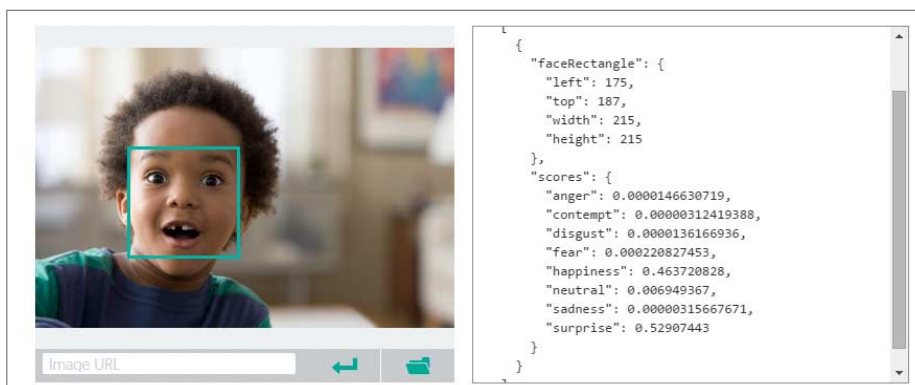 Image URL
[
{
"faceRectangle": {
"left": 175,
"top": 187,
"width": 215,
"height": 215
},
"scores": {
"anger": 0.0000146630719,
"contempt": 0.00000312419388,
"disgust": 0.0000136166936,
"fear": 0.000220827453,
"happiness": 0.463720828,
"neutral": 0.006949367,
"sadness": 0.00000315667671,
"surprise": 0.52907443
}
}
]